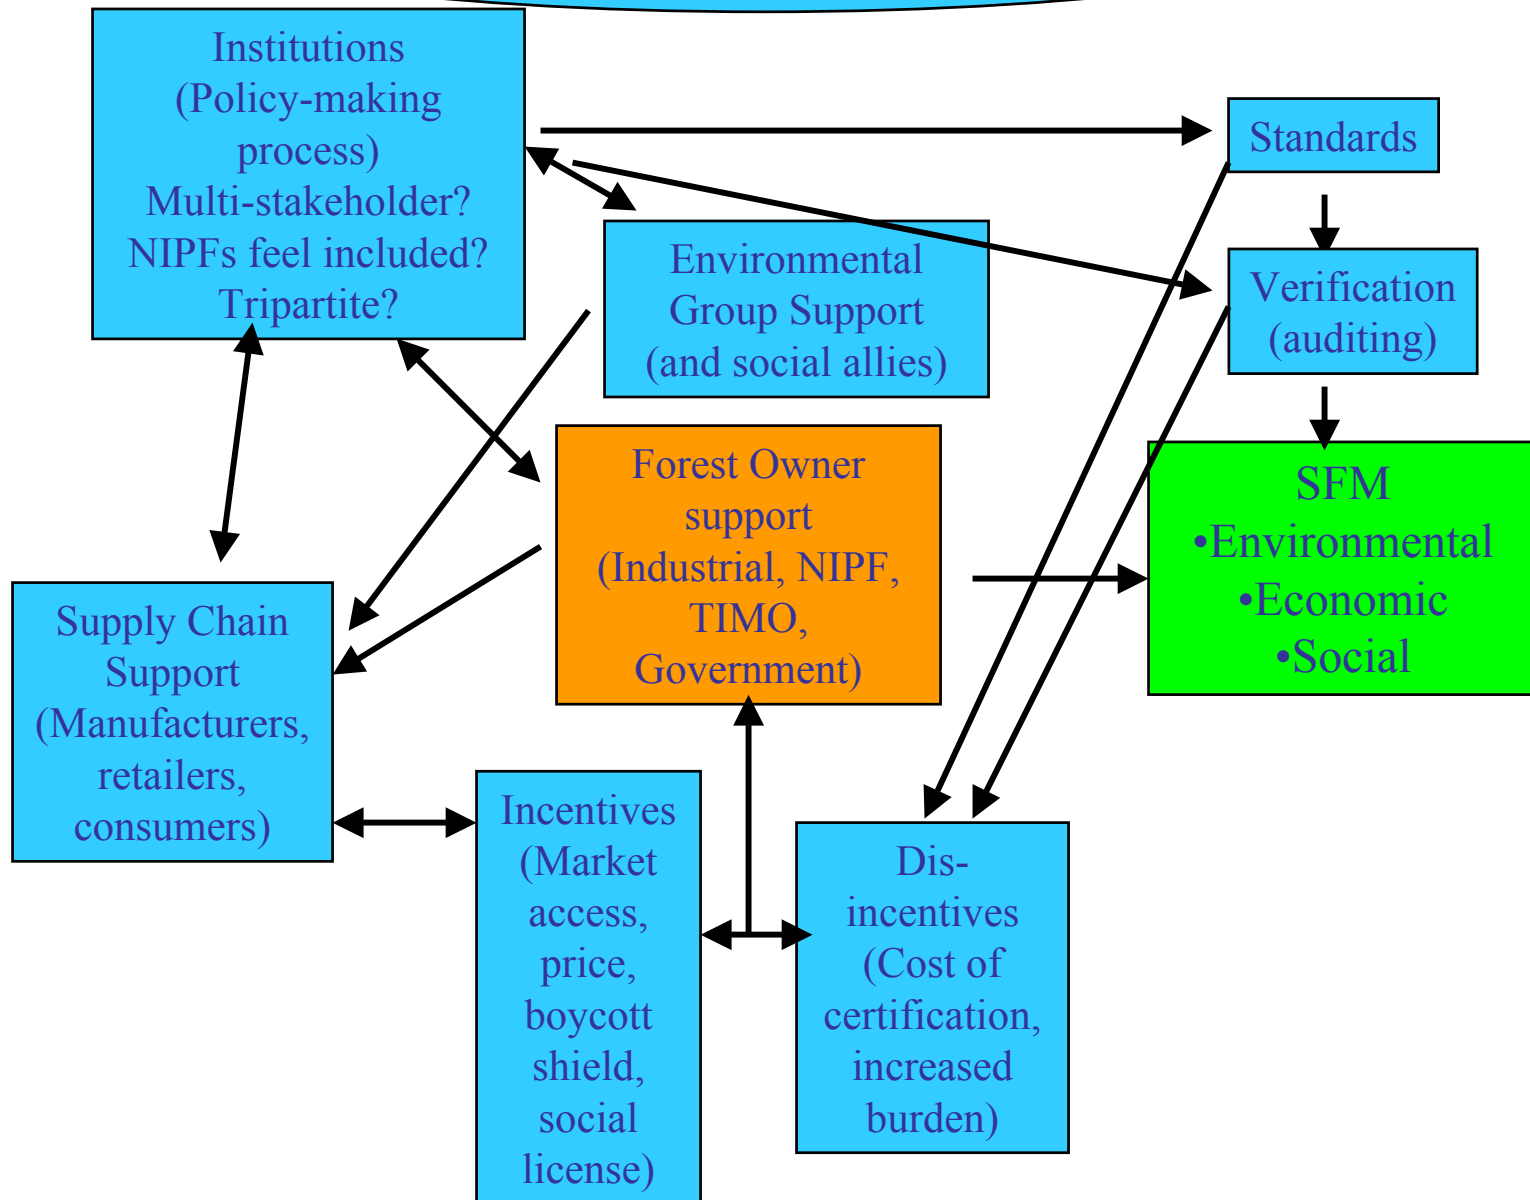 Institutions
(Policy-making
process)
Multi-stakeholder?
NIPFs feel included?
Tripartite?
Standards
Environmental
Group Support
(and social allies)
Verification
(auditing)
Forest Owner
support
(Industrial, NIPF,
TIMO,
Government)
SFM
•Environmental
•Economic
•Social
Supply Chain
Support
(Manufacturers,
retailers,
consumers)
Incentives
(Market
access,
price,
boycott
shield,
social
license)
Dis-
incentives
(Cost of
certification,
increased
burden)